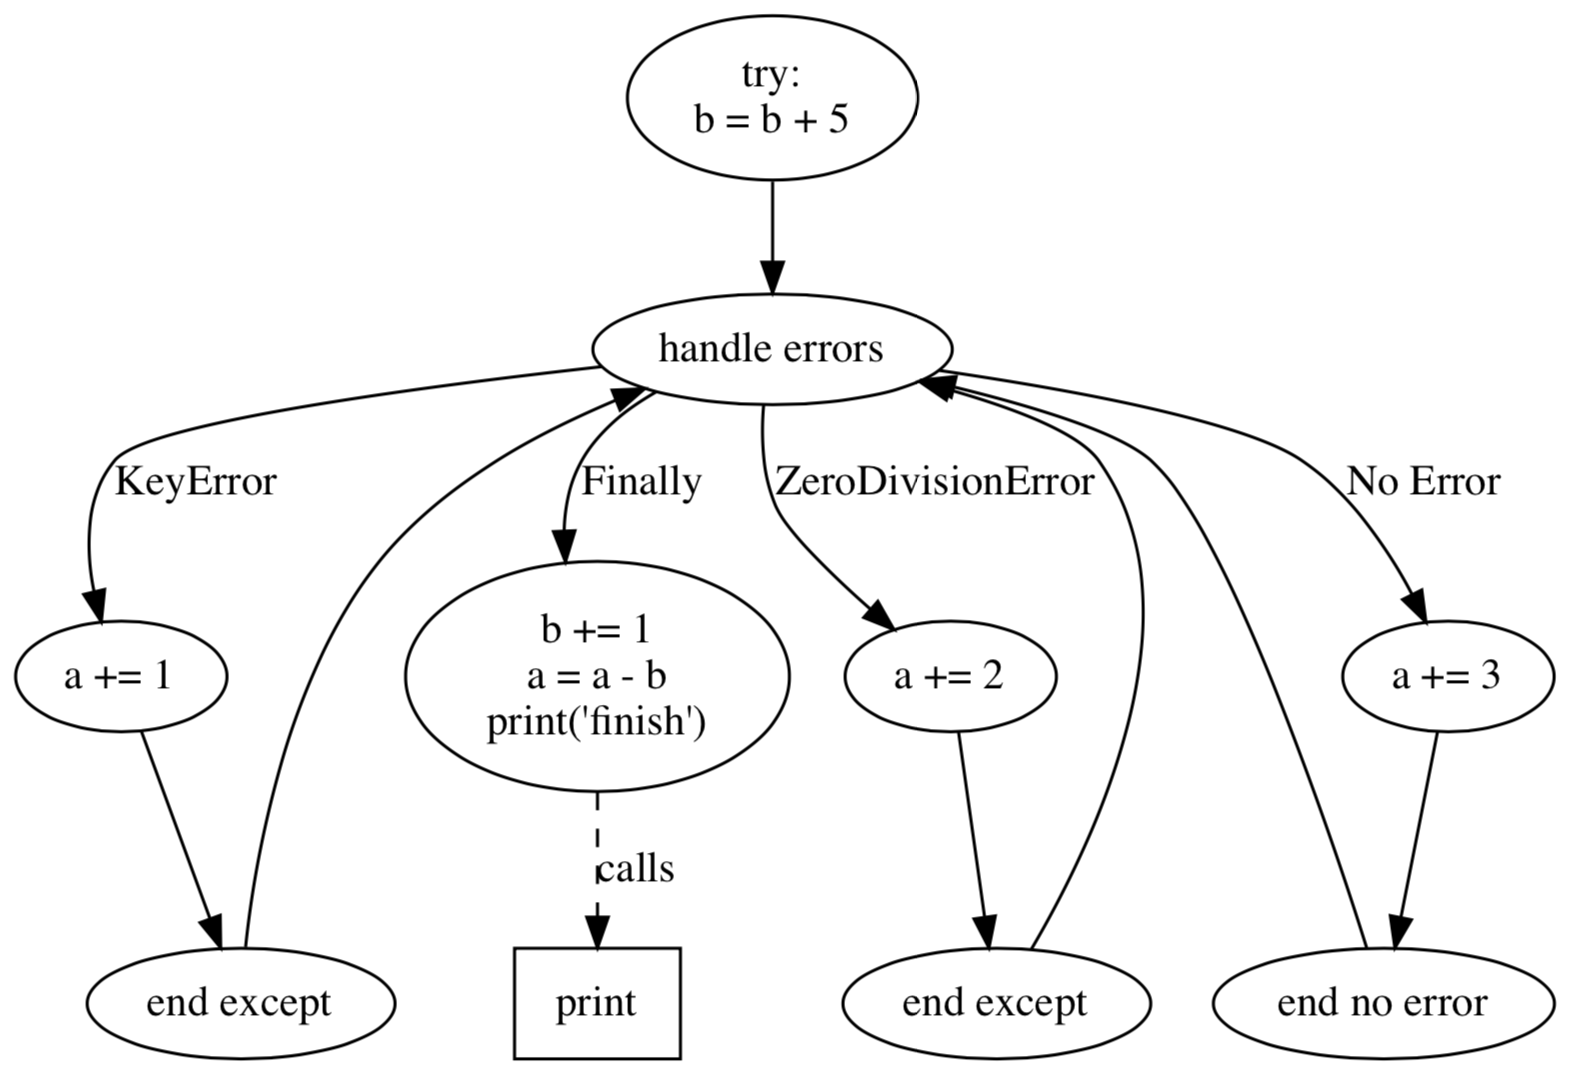 try:
b = b + 5
handle errors
KeyError
Finally
ZeroDivisionError
No Error
a += 1
b += 1
a = a - b
print('finish')
a += 2
a += 3
calls
end except
print
end except
end no error